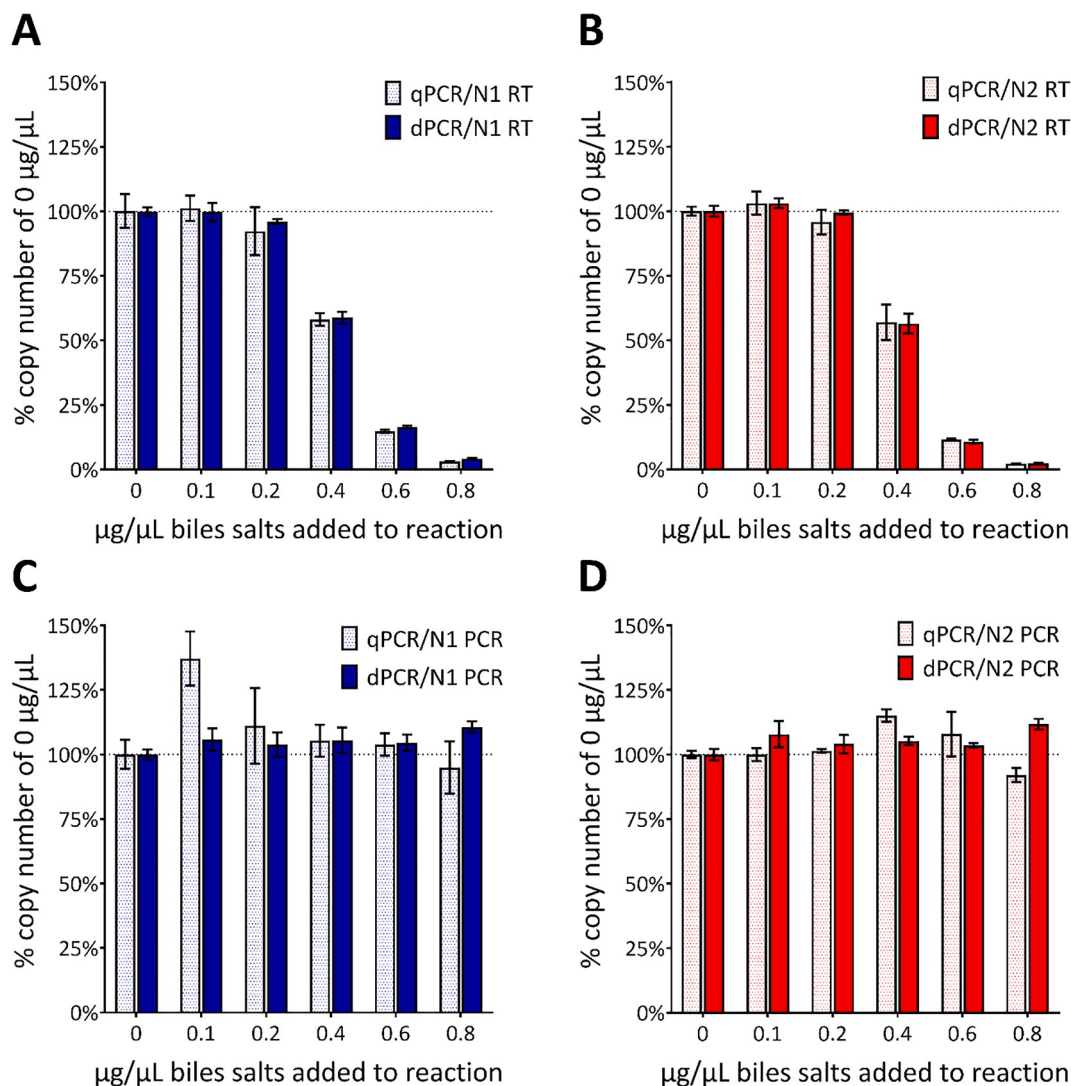 A
% copy number of 0 µg/µL
150%
125%
100%
75%
50%
25%
0%
qPCR/N1 RT
dPCR/N1 RT
0 0.1 0.2 0.4 0.6 0.8
µg/µL biles salts added to reaction
B
% copy number of 0 µg/µL
150%
125%
100%
75%
50%
25%
0%
qPCR/N2 RT
dPCR/N2 RT
0 0.1 0.2 0.4 0.6 0.8
µg/µL biles salts added to reaction
C
% copy number of 0 µg/µL
150%
125%
100%
75%
50%
25%
0%
qPCR/N1 PCR
dPCR/N1 PCR
0 0.1 0.2 0.4 0.6 0.8
µg/µL biles salts added to reaction
D
% copy number of 0 µg/µL
150%
125%
100%
75%
50%
25%
0%
qPCR/N2 PCR
dPCR/N2 PCR
0 0.1 0.2 0.4 0.6 0.8
µg/µL biles salts added to reaction